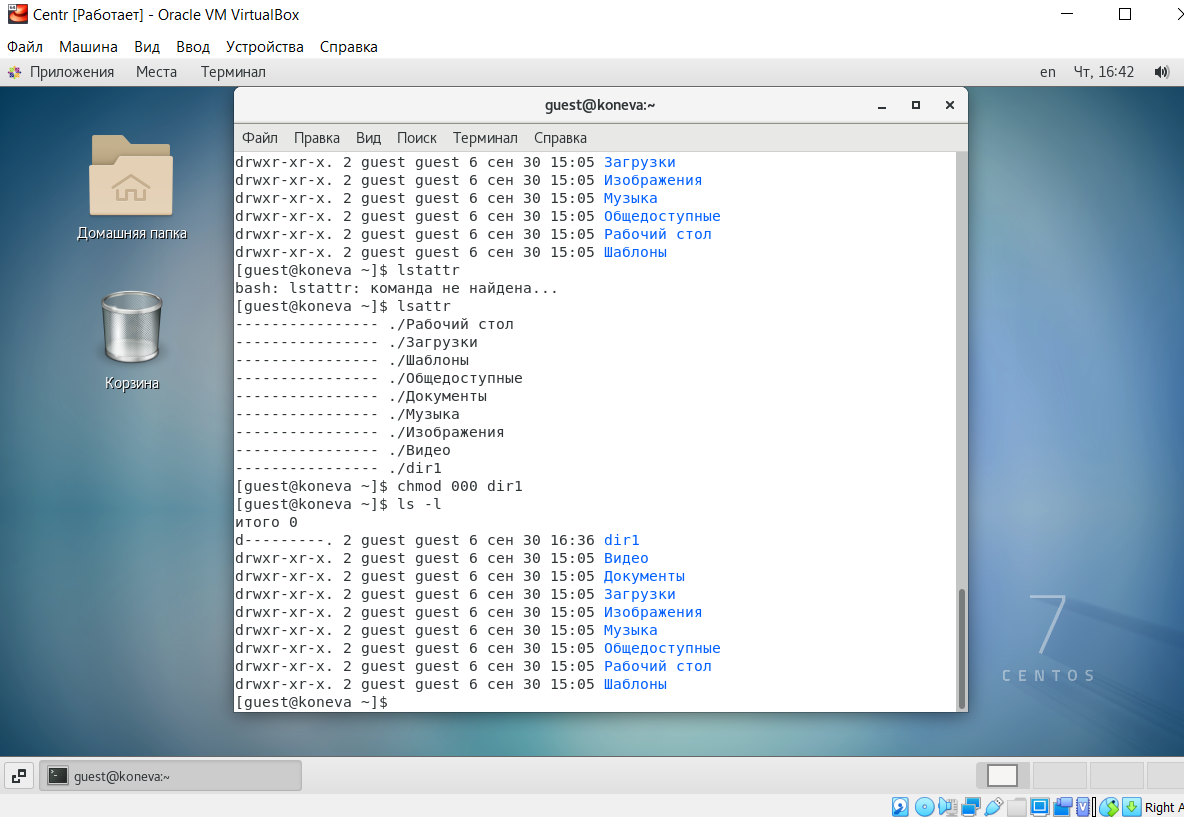 Centr [Работает] - Oracle VM VirtualBox
Файл Машина Вид Ввод Устройства Справка
Приложения Места Терминал en Чт, 16:42
guest@koneva:~
Файл Правка Вид Поиск Терминал Справка
drwxr-xr-x. 2 guest guest 6 сен 30 15:05 Загрузки
drwxr-xr-x. 2 guest guest 6 сен 30 15:05 Изображения
drwxr-xr-x. 2 guest guest 6 сен 30 15:05 Музыка
drwxr-xr-x. 2 guest guest 6 сен 30 15:05 Общедоступные
drwxr-xr-x. 2 guest guest 6 сен 30 15:05 Рабочий стол
drwxr-xr-x. 2 guest guest 6 сен 30 15:05 Шаблоны
[guest@koneva ~]$ lstattr
bash: lstattr: команда не найдена...
[guest@koneva ~]$ lsattr
---------------- ./Рабочий стол
---------------- ./Загрузки
---------------- ./Шаблоны
---------------- ./Общедоступные
---------------- ./Документы
---------------- ./Музыка
---------------- ./Изображения
---------------- ./Видео
---------------- ./dir1
[guest@koneva ~]$ chmod 000 dir1
[guest@koneva ~]$ ls -l
итого 0
d---------. 2 guest guest 6 сен 30 16:36 dir1
drwxr-xr-x. 2 guest guest 6 сен 30 15:05 Видео
drwxr-xr-x. 2 guest guest 6 сен 30 15:05 Документы
drwxr-xr-x. 2 guest guest 6 сен 30 15:05 Загрузки
drwxr-xr-x. 2 guest guest 6 сен 30 15:05 Изображения
drwxr-xr-x. 2 guest guest 6 сен 30 15:05 Музыка
drwxr-xr-x. 2 guest guest 6 сен 30 15:05 Общедоступные
drwxr-xr-x. 2 guest guest 6 сен 30 15:05 Рабочий стол
drwxr-xr-x. 2 guest guest 6 сен 30 15:05 Шаблоны
[guest@koneva ~]$
Домашняя папка
Корзина
7
CENTOS
guest@koneva:~
Right A